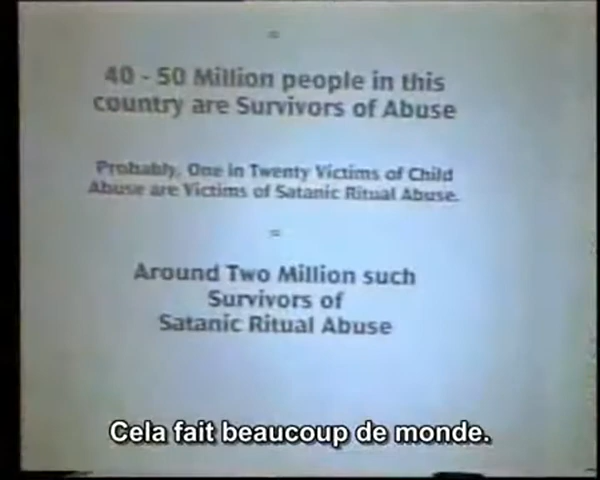 =
40 - 50 Million people in this
country are Survivors of Abuse
Probably, One in Twenty Victims of Child
Abuse are Victims of Satanic Ritual Abuse.
=
Around Two Million such
Survivors of
Satanic Ritual Abuse
Cela fait beaucoup de monde.